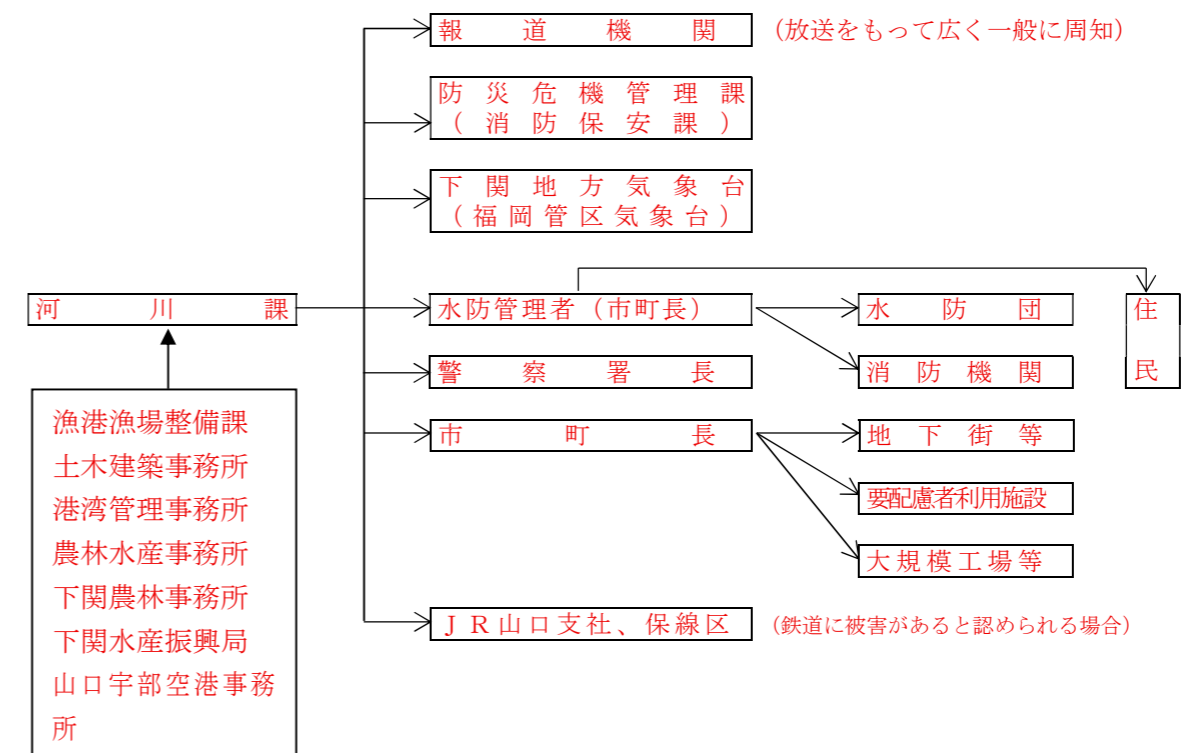 報道機関
(放送をもって広く一般に周知)
防災危機管理課
(消防保安課)
下関地方気象台
(福岡管区気象台)
河川課
水防管理者(市町長)
水防団
住民
警察署長
消防機関
市町長
地下街等
要配慮者利用施設
大規模工場等
JR山口支社、保線区
(鉄道に被害があると認められる場合)
漁港漁場整備課
土木建築事務所
港湾管理事務所
農林水産事務所
下関農林事務所
下関水産振興局
山口宇部空港事務
所